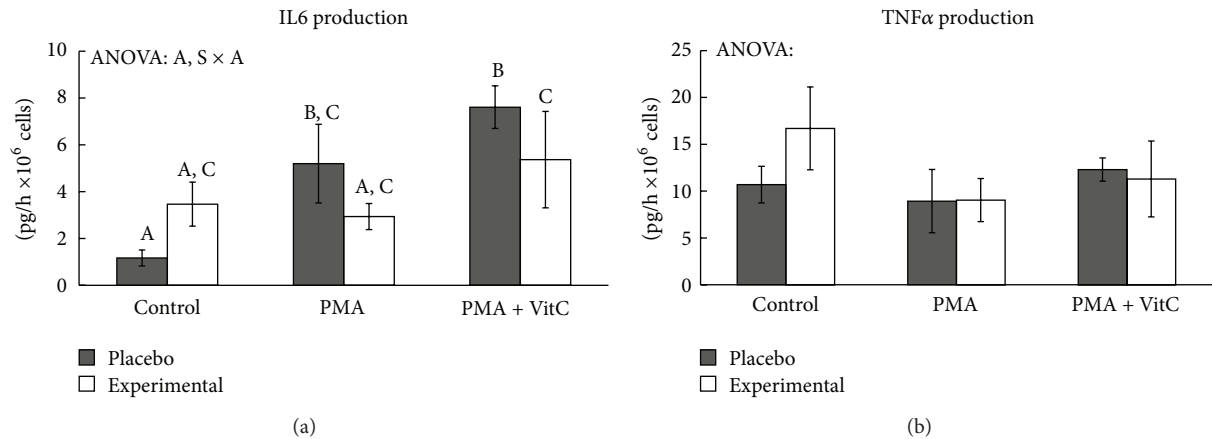 IL6 production
ANOVA: A, S × A
(pg/h ×10⁶ cells)
10
8
6
4
2
0
A
A, C
B, C
A, C
B
C
Control
PMA
PMA + VitC
Placebo
Experimental
(a)
TNFα production
ANOVA:
(pg/h ×10⁶ cells)
25
20
15
10
5
0
Control
PMA
PMA + VitC
Placebo
Experimental
(b)